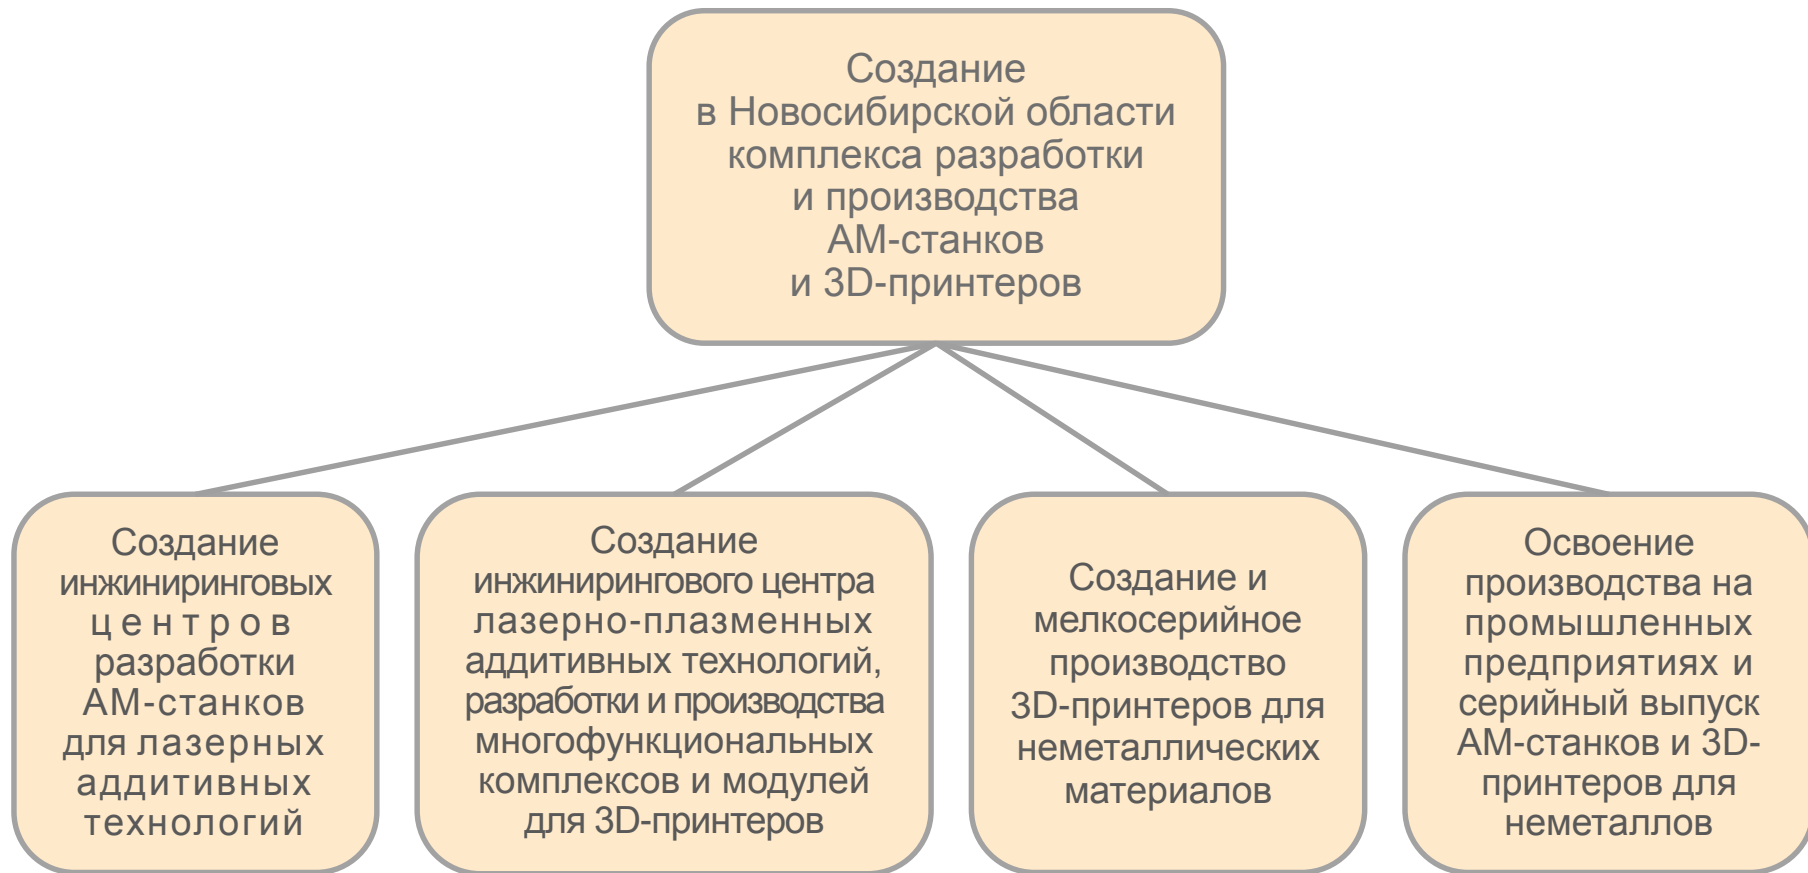 Создание
в Новосибирской области
комплекса разработки
и производства
АМ-станков
и 3D-принтеров
Создание
инжиниринговых
центров
разработки
АМ-станков
для лазерных
аддитивных
технологий
Создание
инжинирингового центра
лазерно-плазменных
аддитивных технологий,
разработки и производства
многофункциональных
комплексов и модулей
для 3D-принтеров
Создание и
мелкосерийное
производство
3D-принтеров для
неметаллических
материалов
Освоение
производства на
промышленных
предприятиях и
серийный выпуск
АМ-станков и 3D-
принтеров для
неметаллов